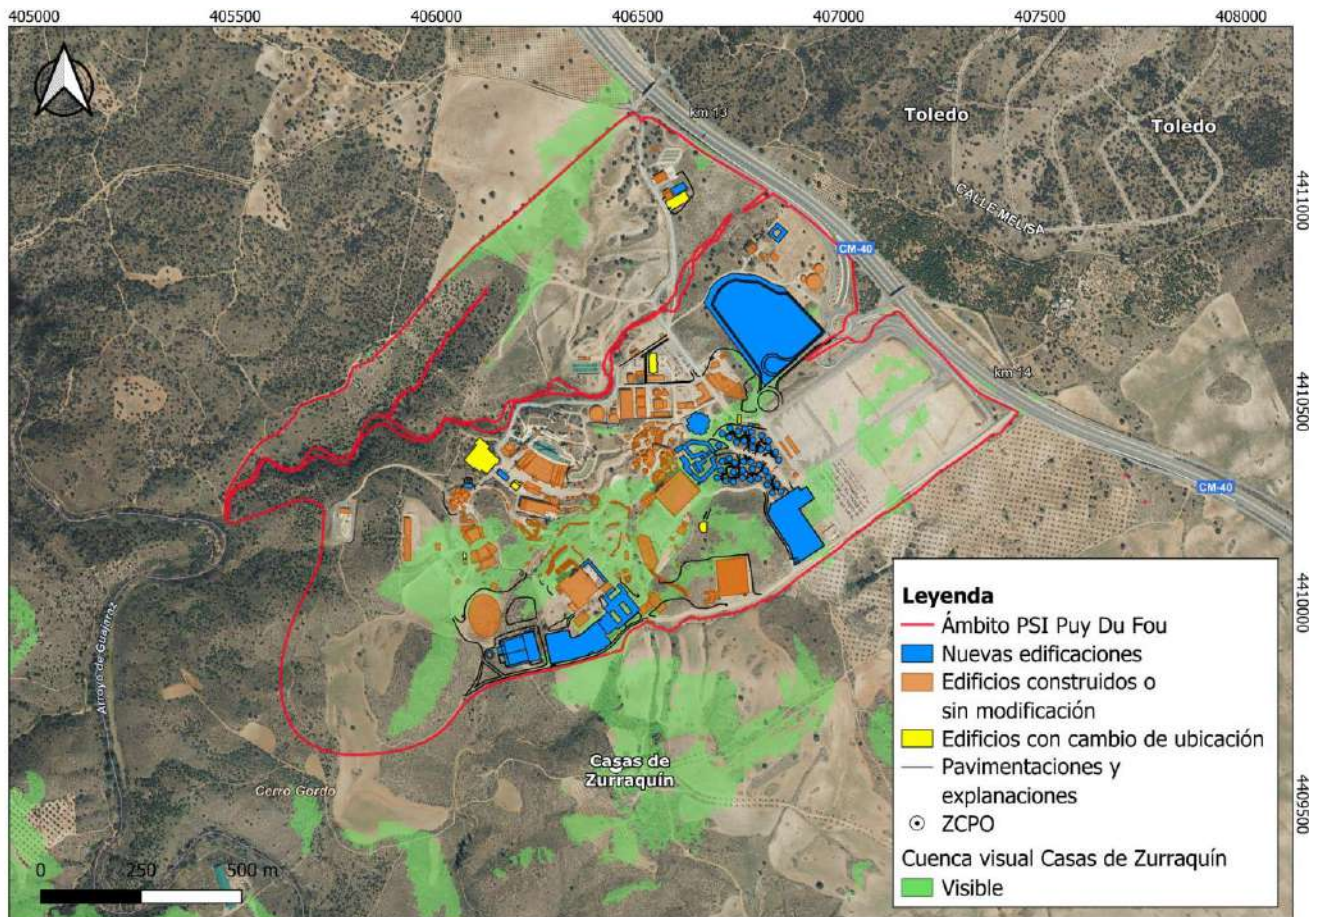 405000 405500 406000 406500 407000 407500 408000
km 13
Toledo
Toledo
CALLE MELISA
CM-40
4411000
km 14
4410500
CM-40
4410000
Arroyo de Guajaraz
Casas de
Zurraquín
Cerro Gordo
4409500
0 250 500 m
Leyenda
Ámbito PSI Puy Du Fou
Nuevas edificaciones
Edificios construidos o
sin modificación
Edificios con cambio de ubicación
Pavimentaciones y
explanaciones
ZCPO
Cuenca visual Casas de Zurraquín
Visible